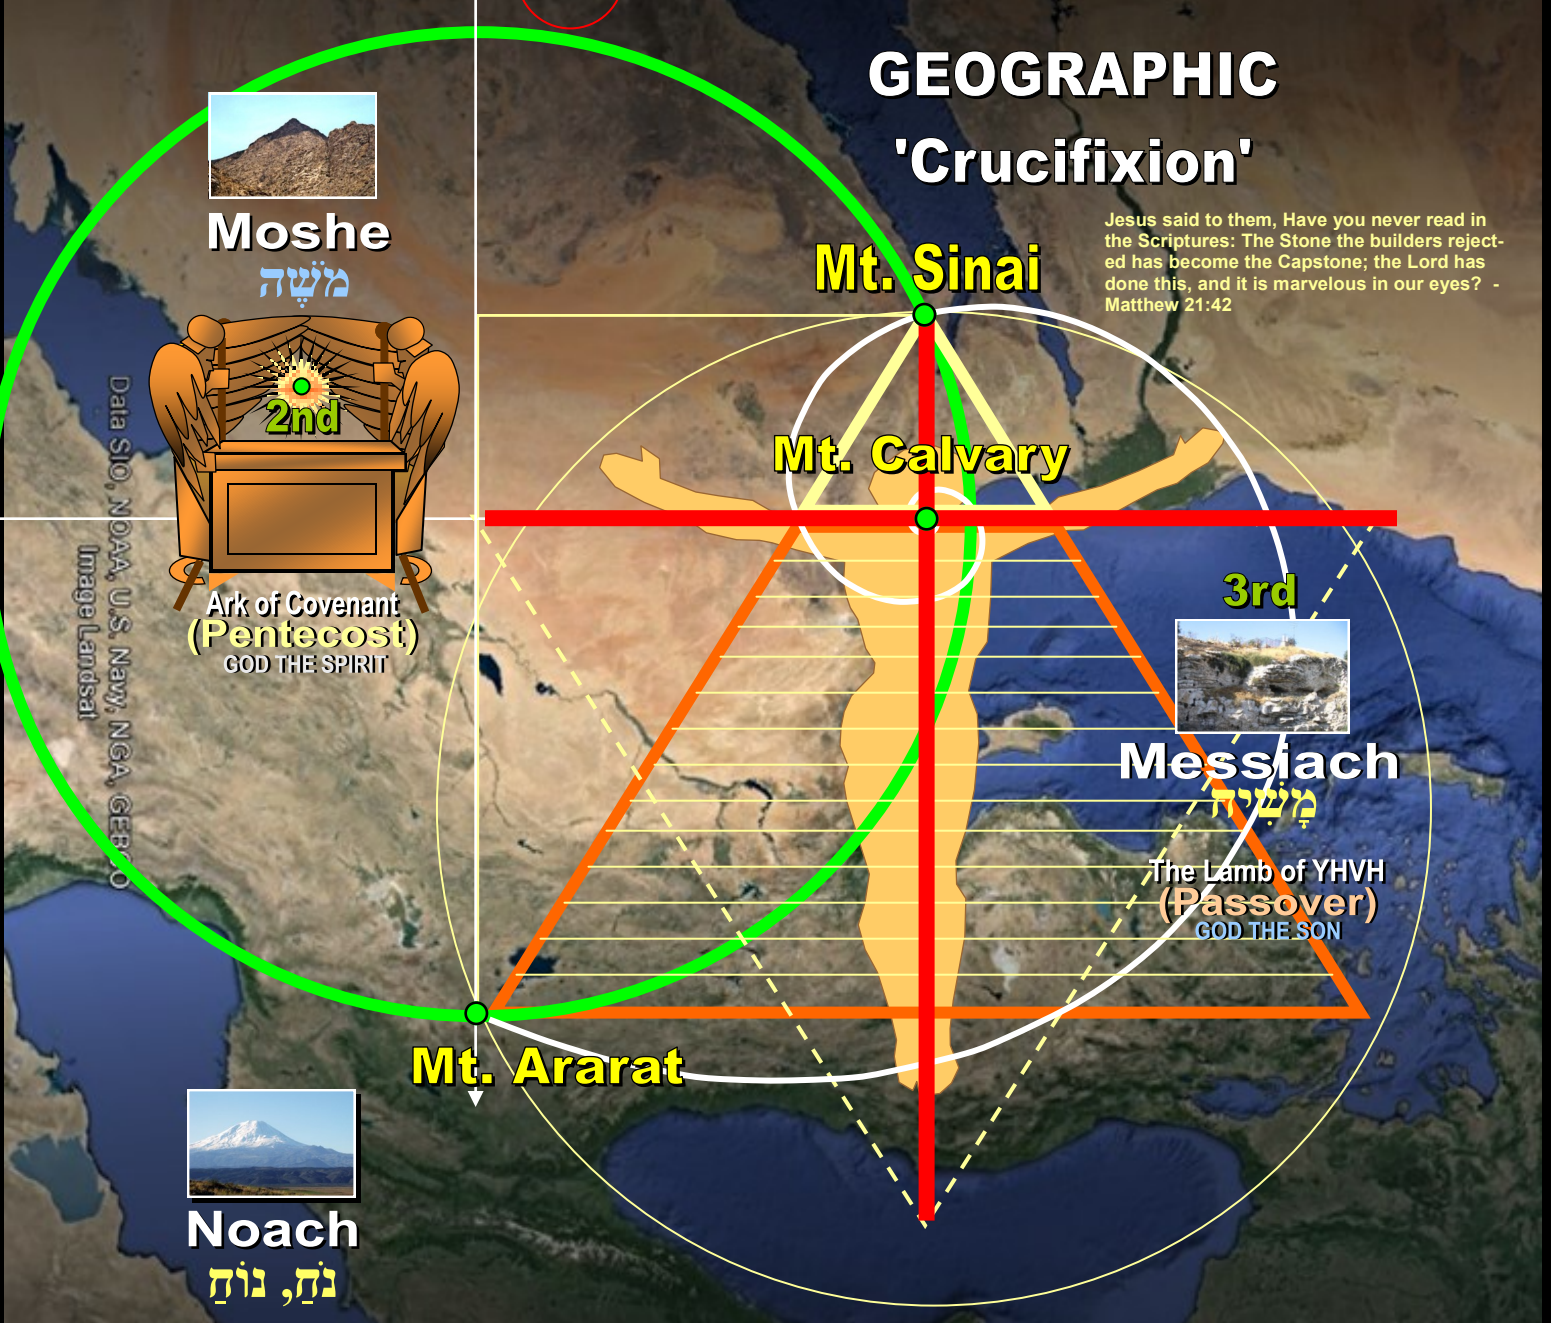 GEOGRAPHIC
'Crucifixion'
Jesus said to them, Have you never read in
the Scriptures: The Stone the builders reject-
ed has become the Capstone; the Lord has
done this, and it is marvelous in our eyes?  -
Matthew 21:42
Moshe
מֹשֶׁה
Mt. Sinai
2nd
Mt. Calvary
Data SIO, NOAA, U.S. Navy, NGA, GEBCO
Image Landsat
Ark of Covenant
(Pentecost)
GOD THE SPIRIT
3rd
Messiach
מָשִׁיח
The Lamb of YHVH
(Passover)
GOD THE SON
Mt. Ararat
Noach
נֹחַ, נוֹחַ